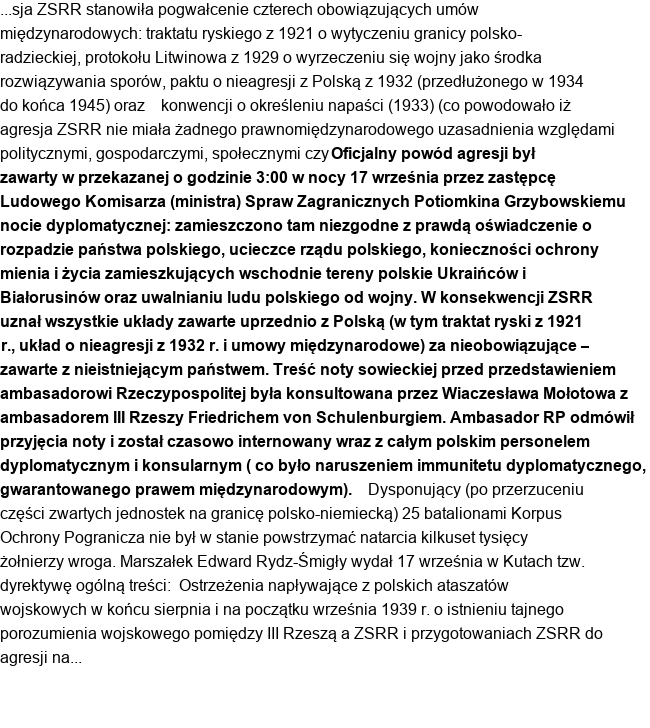 ...sja ZSRR stanowiła pogwałcenie czterech obowiązujących umów
międzynarodowych: traktatu ryskiego z 1921 o wytyczeniu granicy polsko-
radzieckiej, protokołu Litwinowa z 1929 o wyrzeczeniu się wojny jako środka
rozwiązywania sporów, paktu o nieagresji z Polską z 1932 (przedłużonego w 1934
do końca 1945) oraz    konwencji o określeniu napaści (1933) (co powodowało iż
agresja ZSRR nie miała żadnego prawnomiędzynarodowego uzasadnienia względami
politycznymi, gospodarczymi, społecznymi czy Oficjalny powód agresji był
zawarty w przekazanej o godzinie 3:00 w nocy 17 września przez zastępcę
Ludowego Komisarza (ministra) Spraw Zagranicznych Potiomkina Grzybowskiemu
nocie dyplomatycznej: zamieszczono tam niezgodne z prawdą oświadczenie o
rozpadzie państwa polskiego, ucieczce rządu polskiego, konieczności ochrony
mienia i życia zamieszkujących wschodnie tereny polskie Ukraińców i
Białorusinów oraz uwalnianiu ludu polskiego od wojny. W konsekwencji ZSRR
uznał wszystkie układy zawarte uprzednio z Polską (w tym traktat ryski z 1921
r., układ o nieagresji z 1932 r. i umowy międzynarodowe) za nieobowiązujące –
zawarte z nieistniejącym państwem. Treść noty sowieckiej przed przedstawieniem
ambasadorowi Rzeczypospolitej była konsultowana przez Wiaczesława Mołotowa z
ambasadorem III Rzeszy Friedrichem von Schulenburgiem. Ambasador RP odmówił
przyjęcia noty i został czasowo internowany wraz z całym polskim personelem
dyplomatycznym i konsularnym ( co było naruszeniem immunitetu dyplomatycznego,
gwarantowanego prawem międzynarodowym).    Dysponujący (po przerzuceniu
części zwartych jednostek na granicę polsko-niemiecką) 25 batalionami Korpus
Ochrony Pogranicza nie był w stanie powstrzymać natarcia kilkuset tysięcy
żołnierzy wroga. Marszałek Edward Rydz-Śmigły wydał 17 września w Kutach tzw.
dyrektywę ogólną treści:  Ostrzeżenia napływające z polskich ataszatów
wojskowych w końcu sierpnia i na początku września 1939 r. o istnieniu tajnego
porozumienia wojskowego pomiędzy III Rzeszą a ZSRR i przygotowaniach ZSRR do
agresji na...